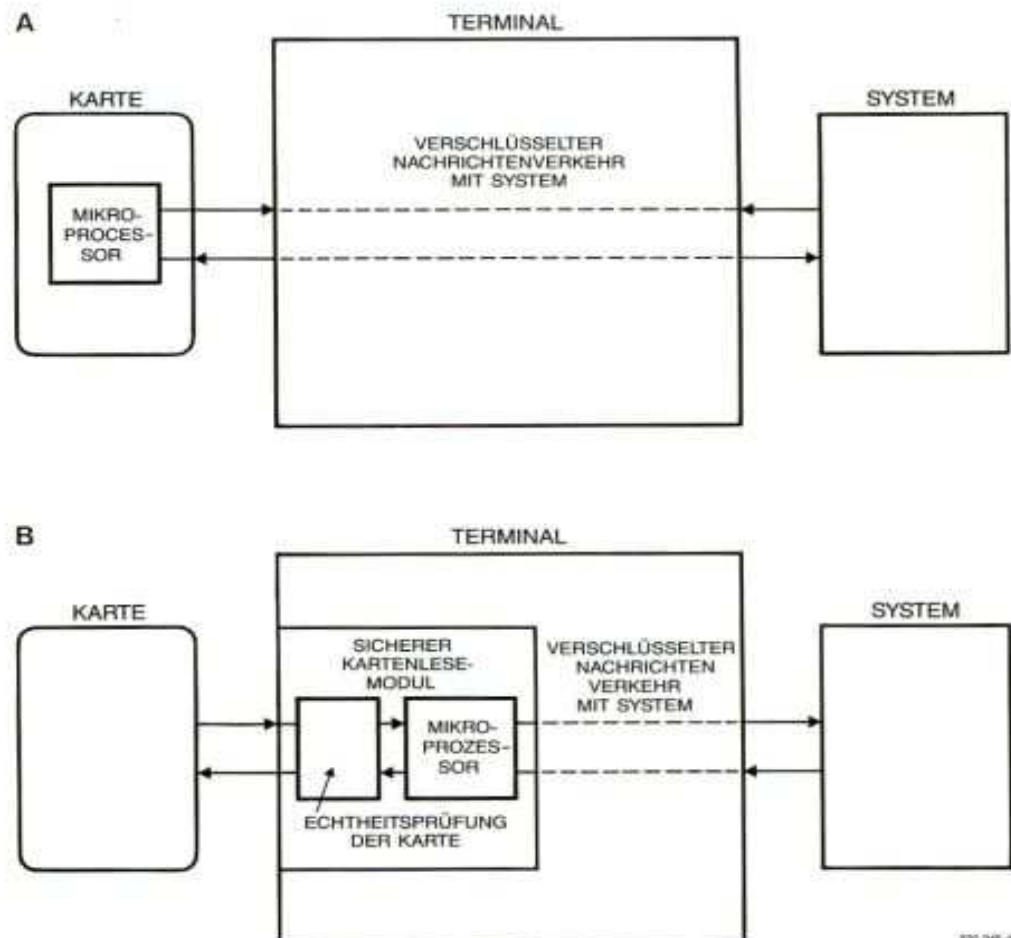 A
TERMINAL
KARTE
SYSTEM
VERSCHLÜSSELTER
NACHRICHTENVERKEHR
MIT SYSTEM
MIKRO-
PROCES-
SOR
B
TERMINAL
KARTE
SYSTEM
SICHERER
KARTENLESE-
MODUL
VERSCHLÜSSELTER
NACHRICHTEN
VERKEHR
MIT SYSTEM
MIKRO-
PROZES-
SOR
ECHTHEITSPRÜFUNG
DER KARTE